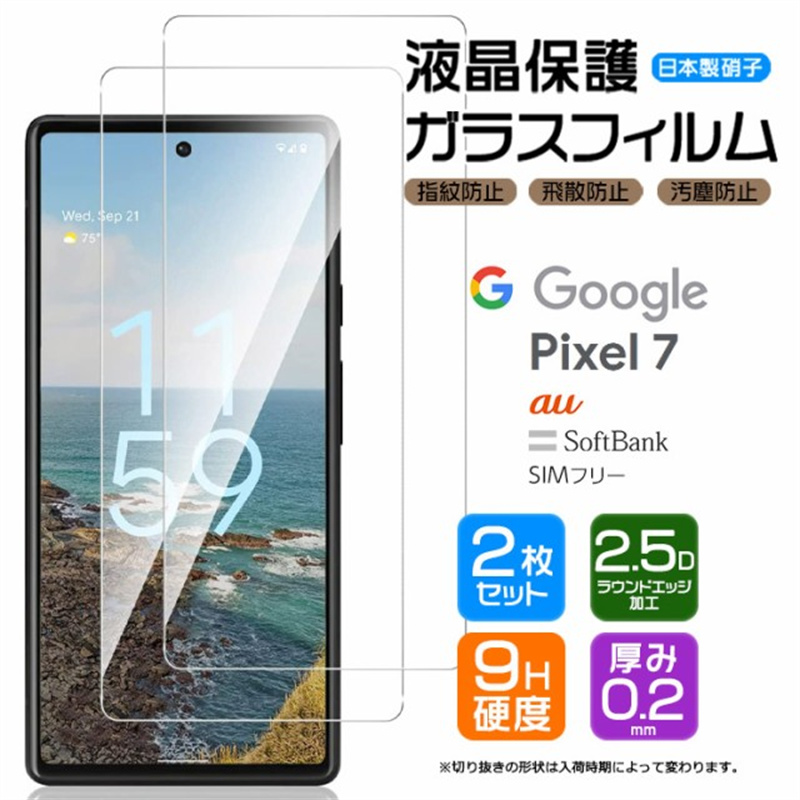 液晶保護 日本製硝子
ガラスフィルム
指紋防止 飛散防止 汚塵防止
Wed, Sep 21
75°
11
59
G Google
Pixel 7
au
SoftBank
SIMフリー
2枚
セット
2.5D
ラウンドエッジ
加工
9H
硬度
厚み
0.2
mm
※切り抜きの形状は入荷時期によって変わります。